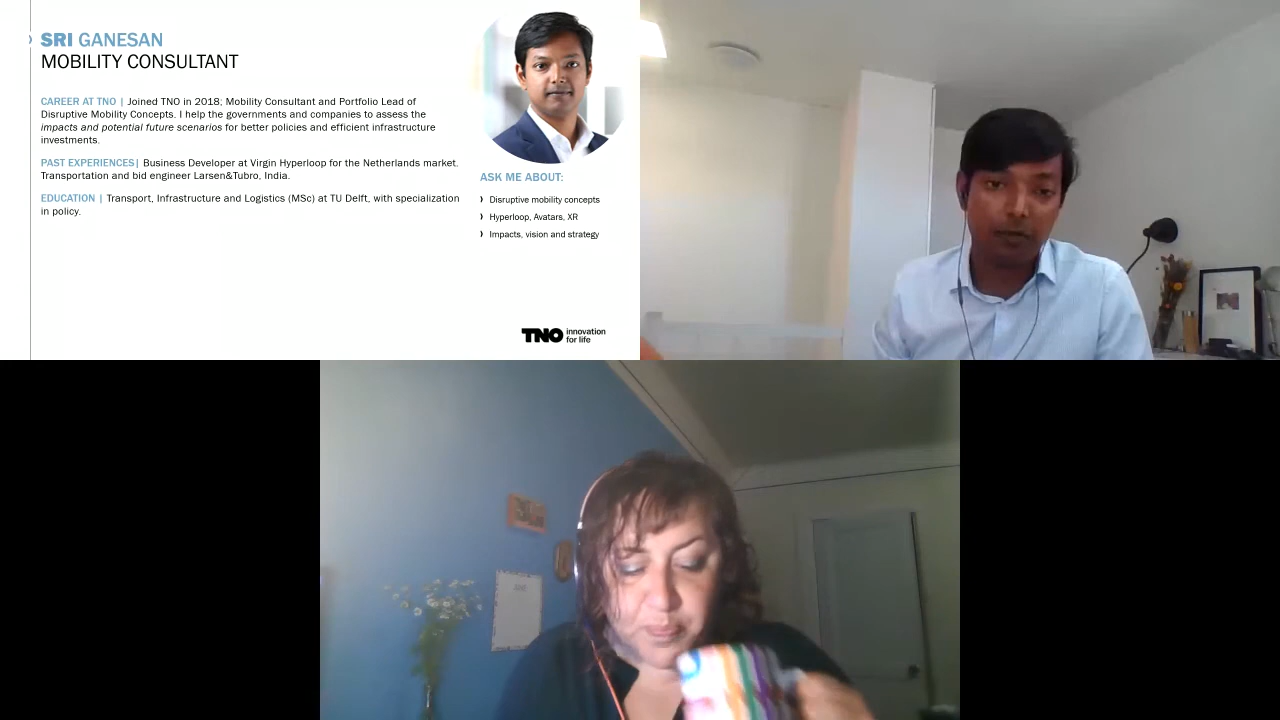 SRI GANESAN
MOBILITY CONSULTANT
CAREER AT TNO | Joined TNO in 2018; Mobility Consultant and Portfolio Lead of
Disruptive Mobility Concepts. I help the governments and companies to assess the
impacts and potential future scenarios for better policies and efficient infrastructure
investments.
PAST EXPERIENCES| Business Developer at Virgin Hyperloop for the Netherlands market.
Transportation and bid engineer Larsen&Tubro, India.
EDUCATION | Transport, Infrastructure and Logistics (MSc) at TU Delft, with specialization
in policy.
ASK ME ABOUT:
Disruptive mobility concepts
Hyperloop, Avatars, XR
Impacts, vision and strategy
TNO innovation
for life